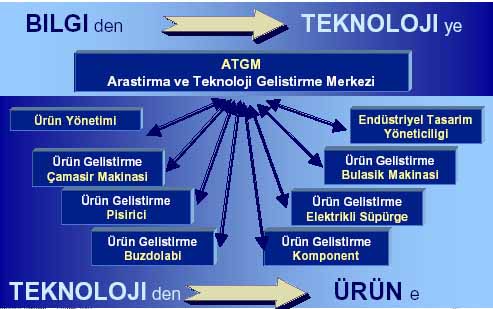 BILGI den TEKNOLOJI ye
ATGM
Arastirma ve Teknoloji Gelistirme Merkezi
Ürün Yönetimi
Endüstriyel Tasarim
Yöneticiligi
Ürün Gelistirme
Çamasir Makinasi
Ürün Gelistirme
Bulasik Makinasi
Ürün Gelistirme
Pisirici
Ürün Gelistirme
Elektrikli Süpürge
Ürün Gelistirme
Buzdolabi
Ürün Gelistirme
Komponent
TEKNOLOJI den ÜRÜN e